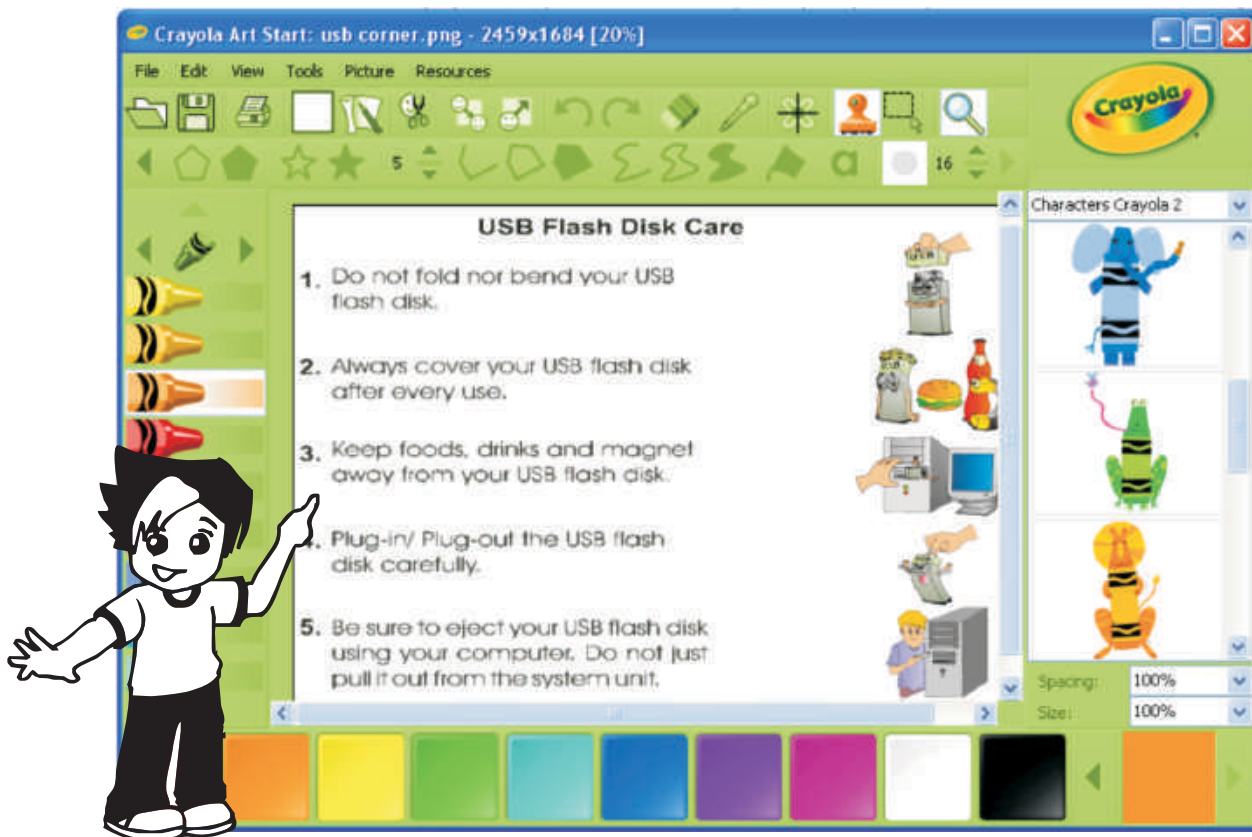 Crayola Art Start: usb corner.png - 2459x1684 [20%]
File Edit View Tools Picture Resources
Crayola
5
a
16
Characters Crayola 2
USB Flash Disk Care
1. Do not fold nor bend your USB
flash disk.
2. Always cover your USB flash disk
after every use.
3. Keep foods, drinks and magnet
away from your USB flash disk.
4. Plug-in/ Plug-out the USB flash
disk carefully.
5. Be sure to eject your USB flash disk
using your computer. Do not just
pull it out from the system unit.
Spacing: 100%
Size: 100%